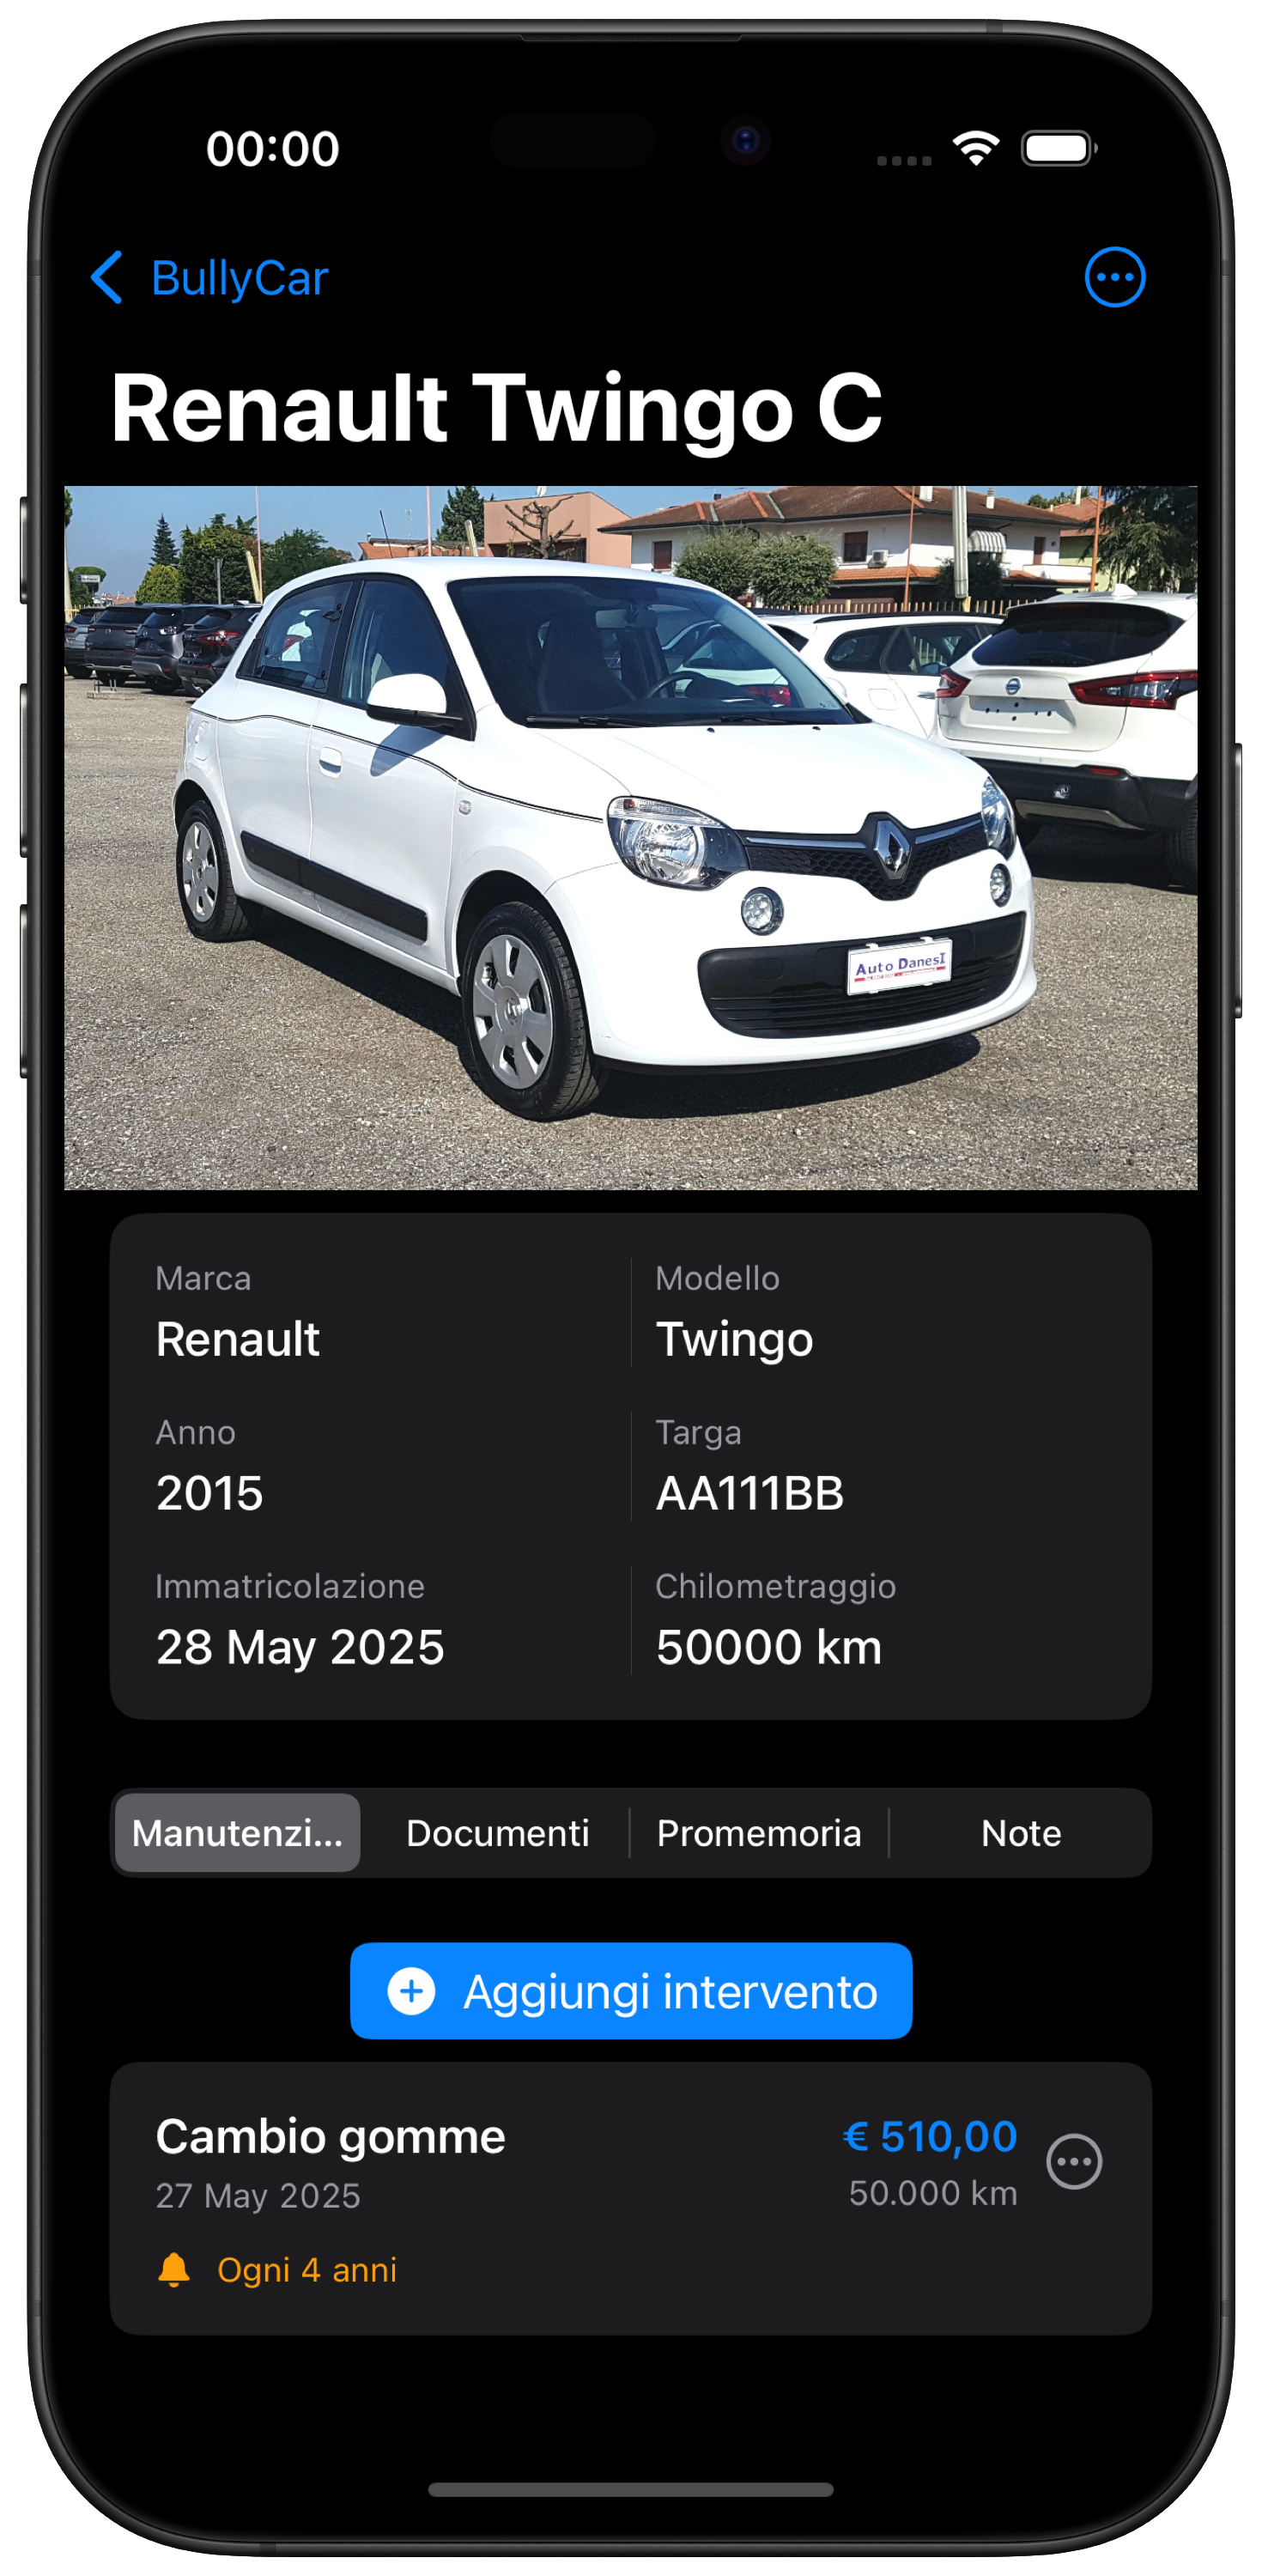 00:00
BullyCar
Renault Twingo C
Auto DanesI
Marca
Renault
Modello
Twingo
Anno
2015
Targa
AA111BB
Immatricolazione
28 May 2025
Chilometraggio
50000 km
Manutenzi...
Documenti
Promemoria
Note
Aggiungi intervento
Cambio gomme
€ 510,00
27 May 2025
50.000 km
Ogni 4 anni